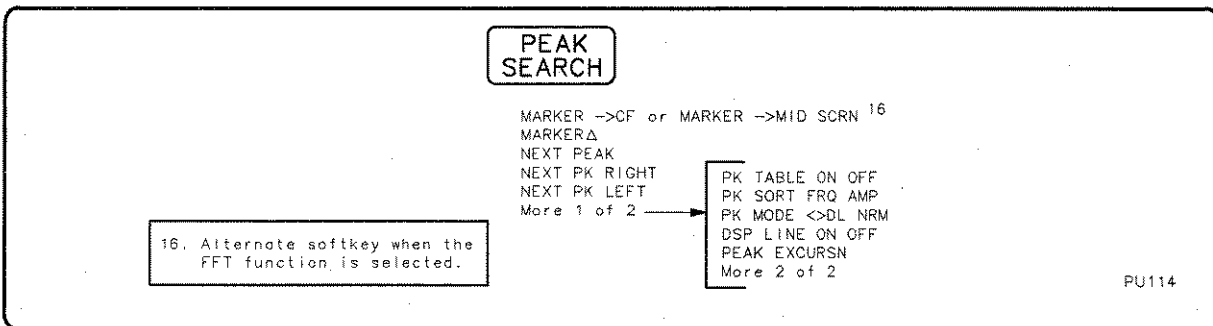 PEAK
SEARCH
MARKER –>CF or MARKER –>MID SCRN 16
MARKER∆
NEXT PEAK
NEXT PK RIGHT
NEXT PK LEFT
More 1 of 2
PK TABLE ON OFF
PK SORT FRQ AMP
PK MODE <>DL NRM
DSP LINE ON OFF
PEAK EXCURSN
More 2 of 2
16. Alternate softkey when the
FFT function is selected.
PU114